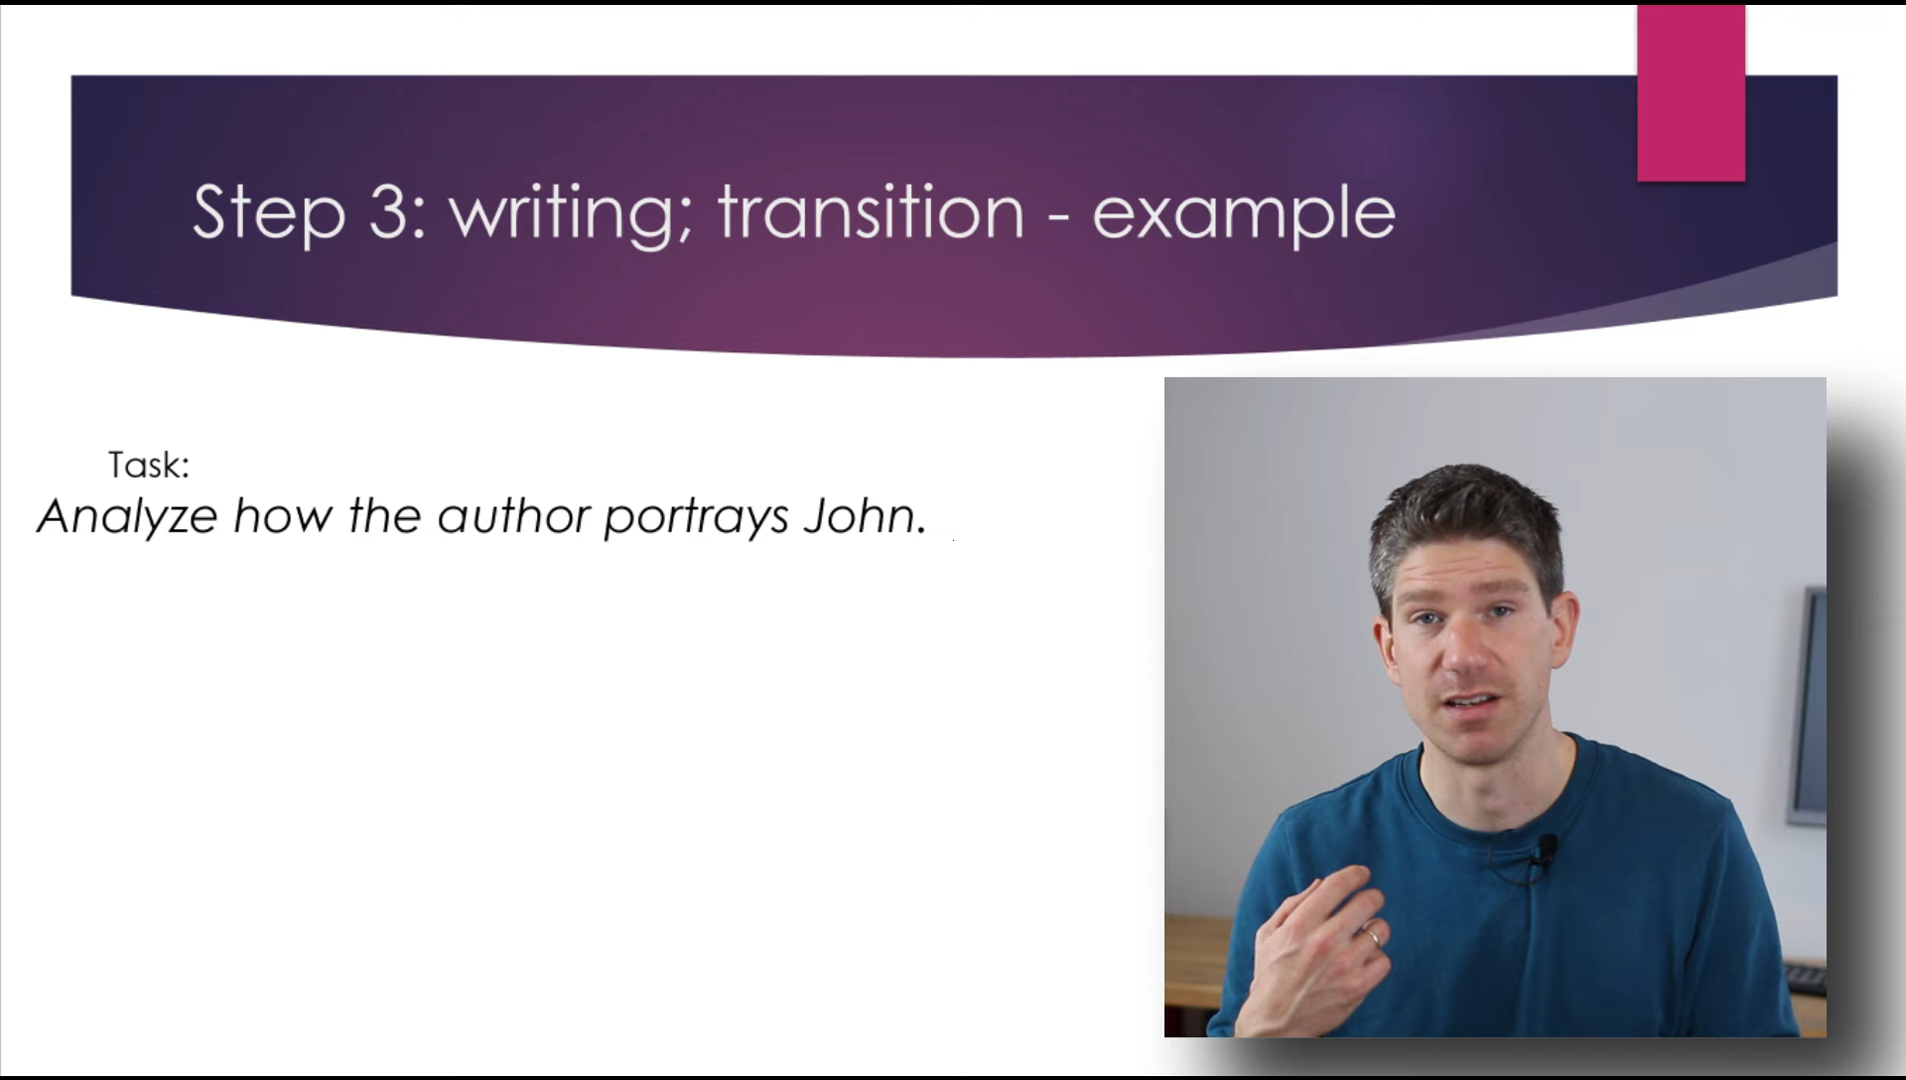 Step 3: writing; transition - example
Task:
Analyze how the author portrays John.